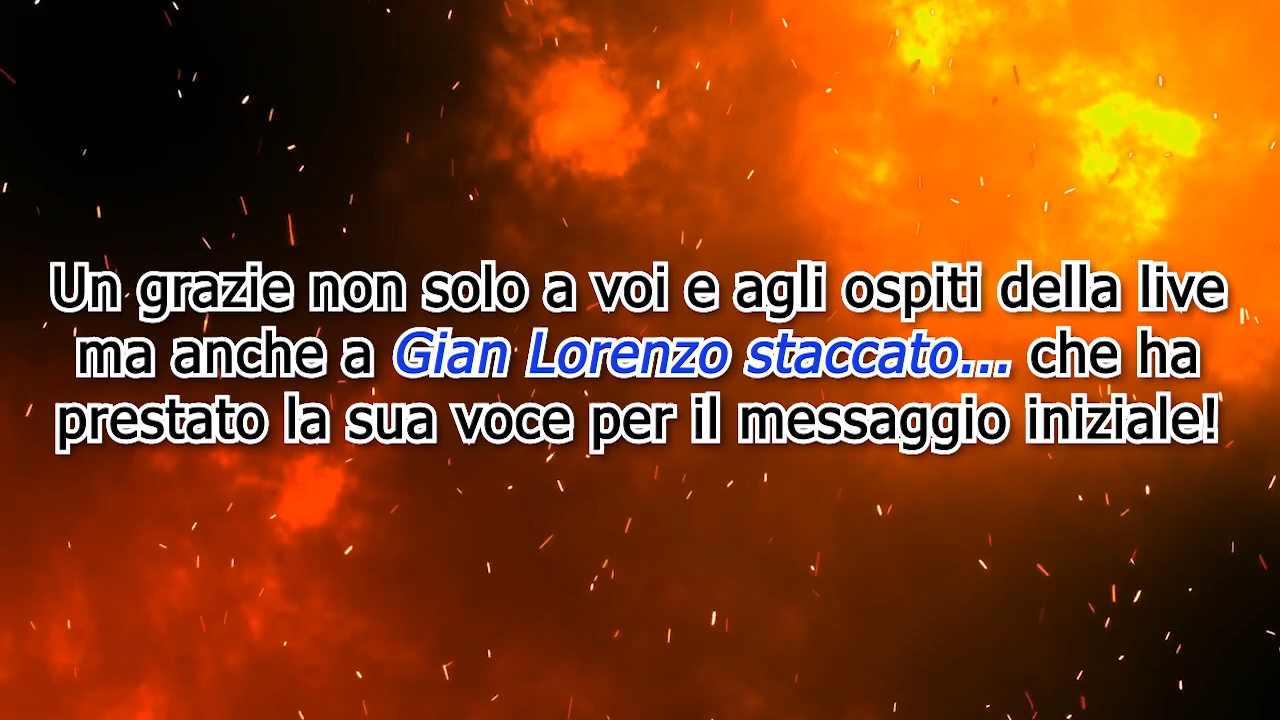 Un grazie non solo a voi e agli ospiti della live
ma anche a Gian Lorenzo staccato... che ha
prestato la sua voce per il messaggio iniziale!